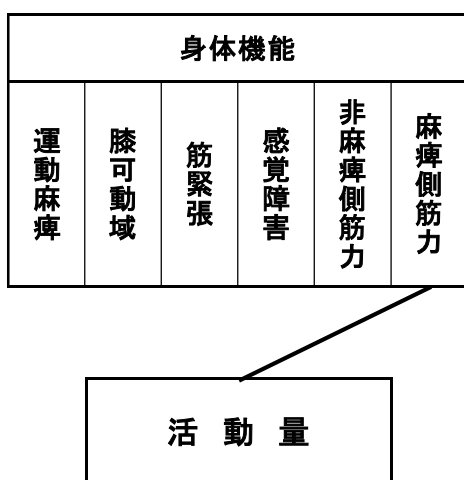 身体機能
運動麻痺
膝可動域
筋緊張
感覚障害
非麻痺側筋力
麻痺側筋力
活動量